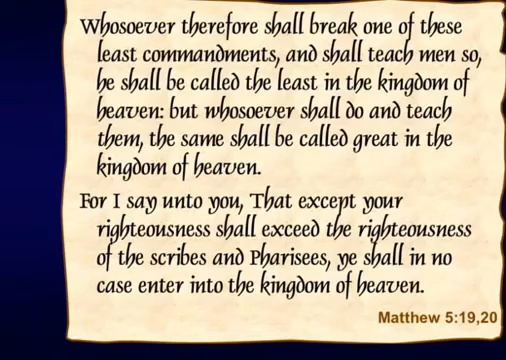 Whosoever therefore shall break one of these
least commandments, and shall teach men so,
he shall be called the least in the kingdom of
heaven: but whosoever shall do and teach
them, the same shall be called great in the
kingdom of heaven.
For I say unto you, That except your
righteousness shall exceed the righteousness
of the scribes and Pharisees, ye shall in no
case enter into the kingdom of heaven.
Matthew 5:19,20